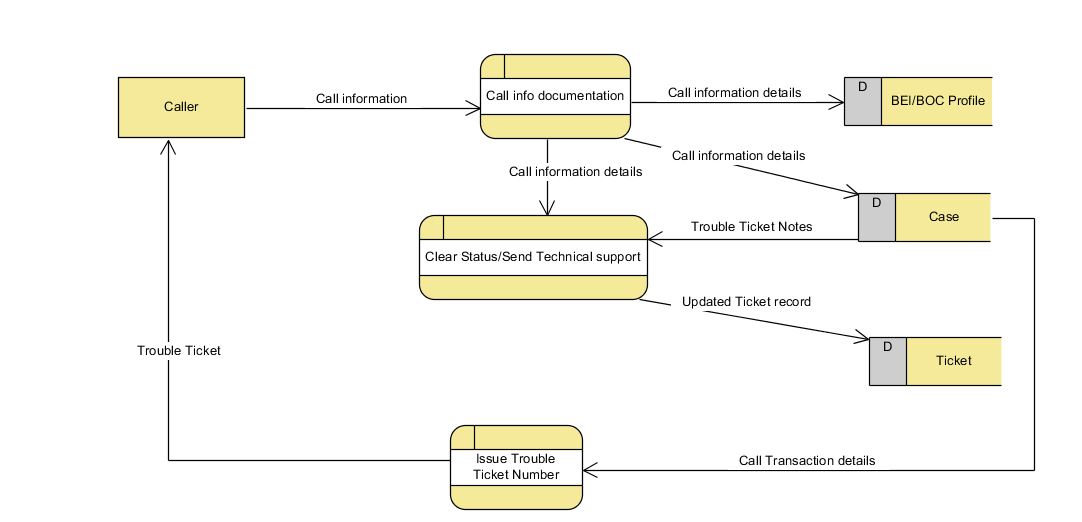 Caller
Call information
Call info documentation
Call information details
D
BEI/BOC Profile
Call information details
Call information details
D
Case
Trouble Ticket Notes
Clear Status/Send Technical support
Updated Ticket record
D
Ticket
Trouble Ticket
Issue Trouble
Ticket Number
Call Transaction details